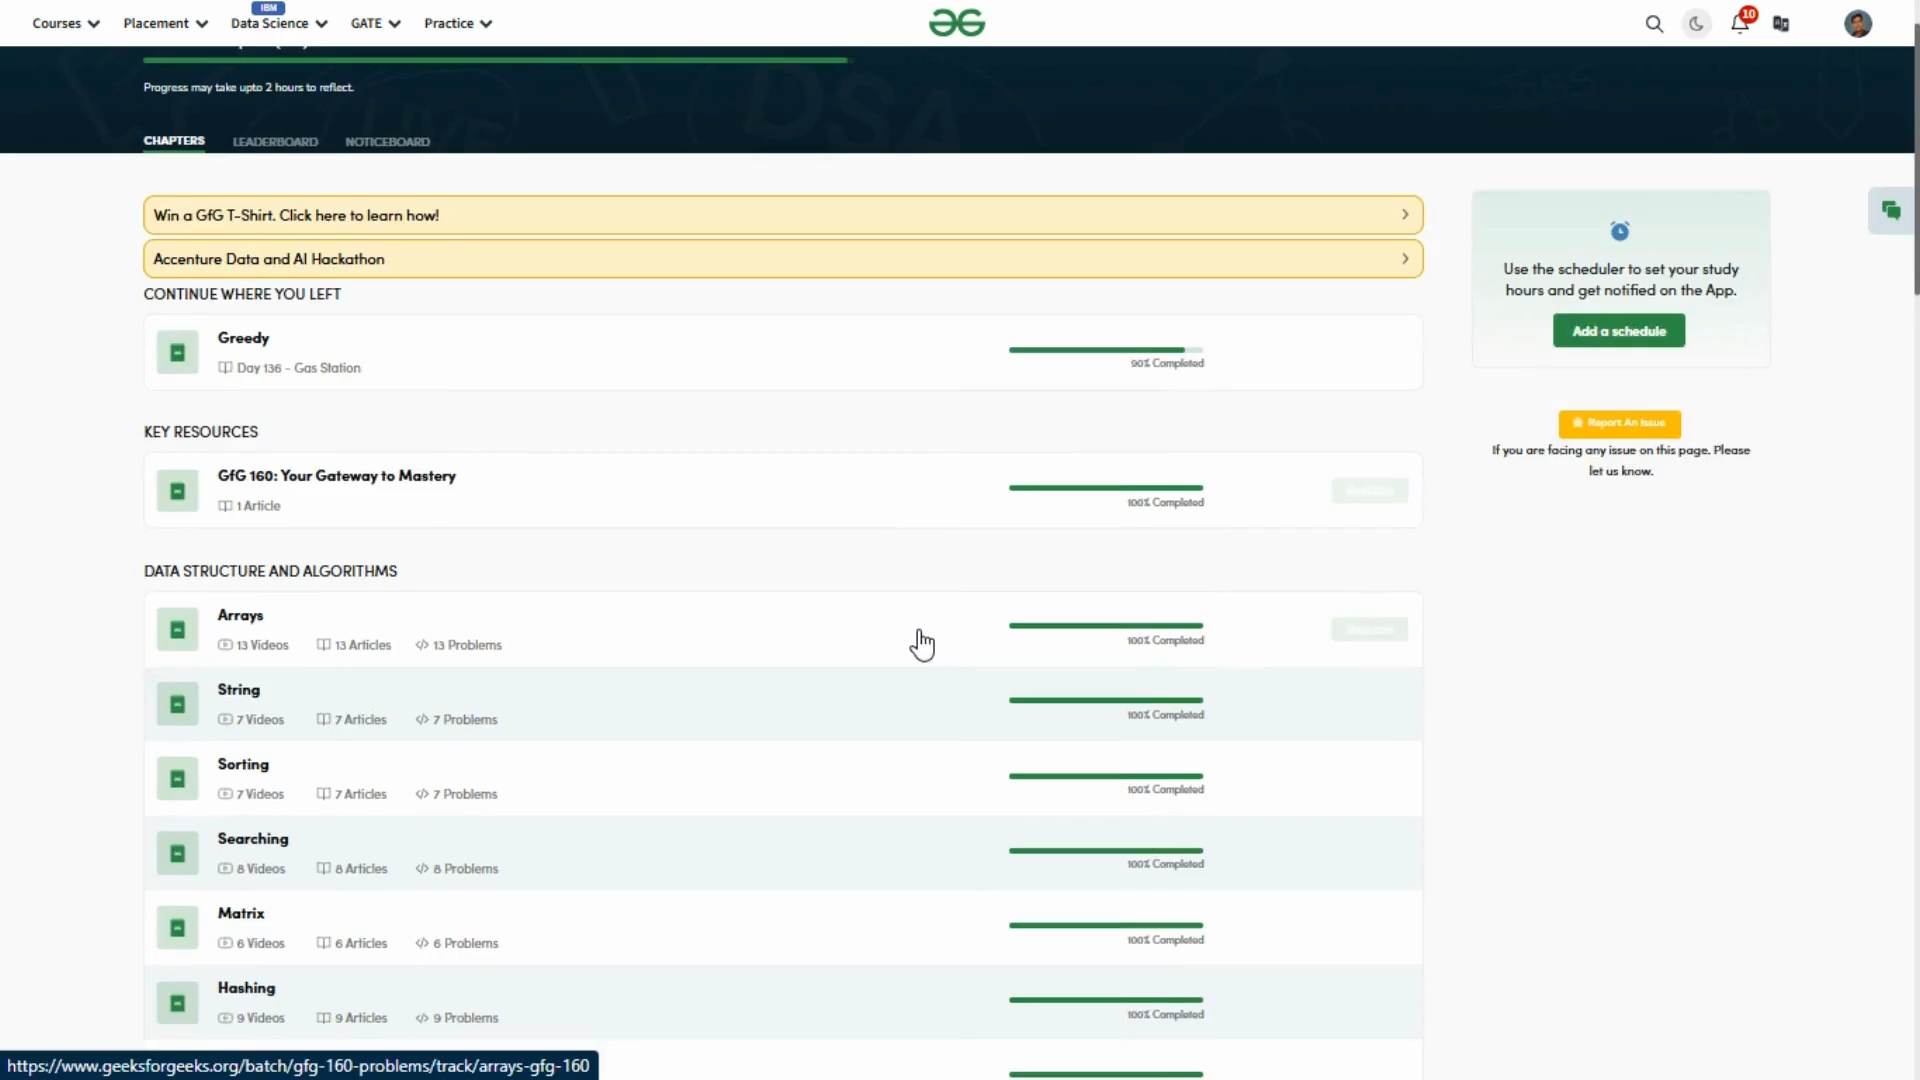 Courses
Placement
IBM
Data Science
GATE
Practice
10
Progress may take upto 2 hours to reflect.
CHAPTERS
LEADERBOARD
NOTICEBOARD
Win a GfG T-Shirt. Click here to learn how!
Accenture Data and AI Hackathon
CONTINUE WHERE YOU LEFT
Greedy
Day 136 - Gas Station
90% Completed
KEY RESOURCES
GfG 160: Your Gateway to Mastery
1 Article
100% Completed
DATA STRUCTURE AND ALGORITHMS
Arrays
13 Videos
13 Articles
</> 13 Problems
100% Completed
String
7 Videos
7 Articles
</> 7 Problems
100% Completed
Sorting
7 Videos
7 Articles
</> 7 Problems
100% Completed
Searching
8 Videos
8 Articles
</> 8 Problems
100% Completed
Matrix
6 Videos
6 Articles
</> 6 Problems
100% Completed
Hashing
9 Videos
9 Articles
</> 9 Problems
100% Completed
Use the scheduler to set your study
hours and get notified on the App.
Add a schedule
Report An Issue
If you are facing any issue on this page. Please
let us know.
https://www.geeksforgeeks.org/batch/gfg-160-problems/track/arrays-gfg-160